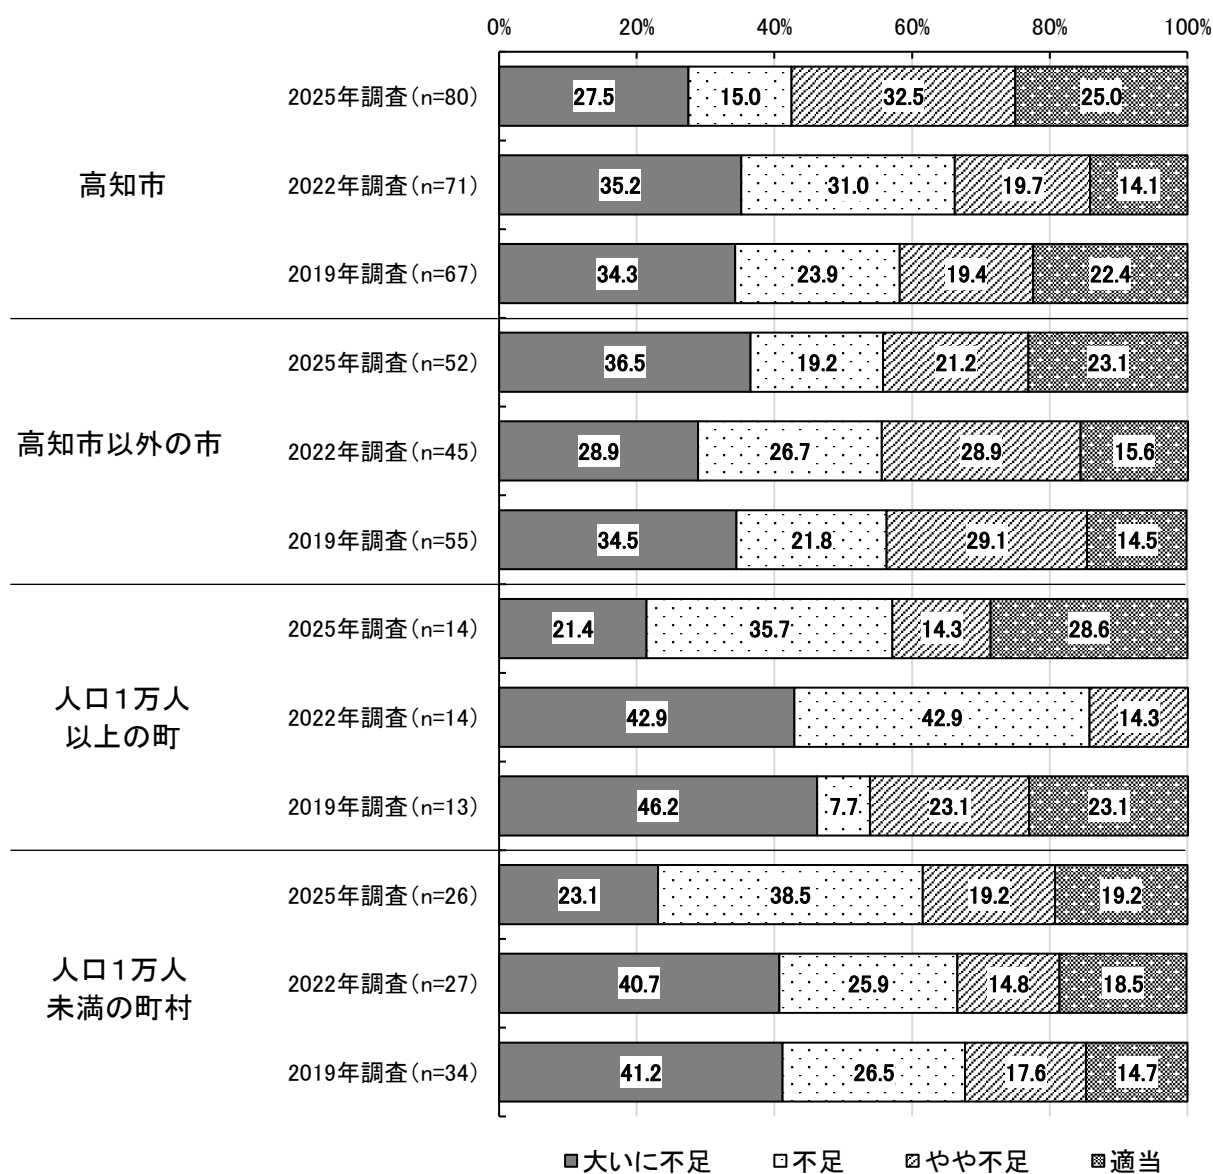 0% 20% 40% 60% 80% 100%
高知市
2025年調査(n=80) 27.5 15.0 32.5 25.0
2022年調査(n=71) 35.2 31.0 19.7 14.1
2019年調査(n=67) 34.3 23.9 19.4 22.4
高知市以外の市
2025年調査(n=52) 36.5 19.2 21.2 23.1
2022年調査(n=45) 28.9 26.7 28.9 15.6
2019年調査(n=55) 34.5 21.8 29.1 14.5
人口１万人
以上の町
2025年調査(n=14) 21.4 35.7 14.3 28.6
2022年調査(n=14) 42.9 42.9 14.3
2019年調査(n=13) 46.2 7.7 23.1 23.1
人口１万人
未満の町村
2025年調査(n=26) 23.1 38.5 19.2 19.2
2022年調査(n=27) 40.7 25.9 14.8 18.5
2019年調査(n=34) 41.2 26.5 17.6 14.7
大いに不足 不足 やや不足 適当